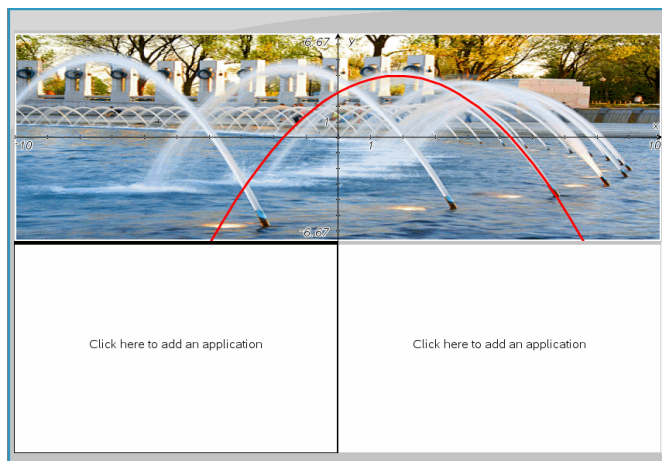 6.67 y
1
x
-10 1 10
-6.67
Click here to add an application Click here to add an application